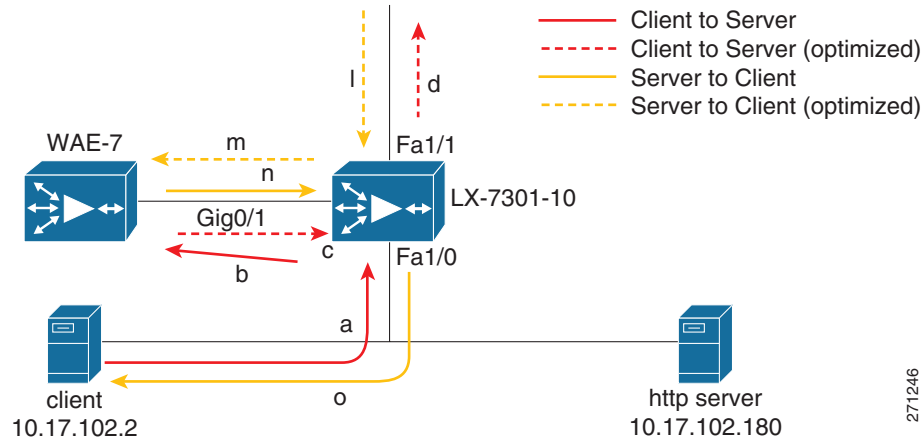 Client to Server
Client to Server (optimized)
Server to Client
Server to Client (optimized)
l
d
WAE-7
m
Fa1/1
n
LX-7301-10
Gig0/1
c
Fa1/0
b
a
o
client
10.17.102.2
http server
10.17.102.180
271246